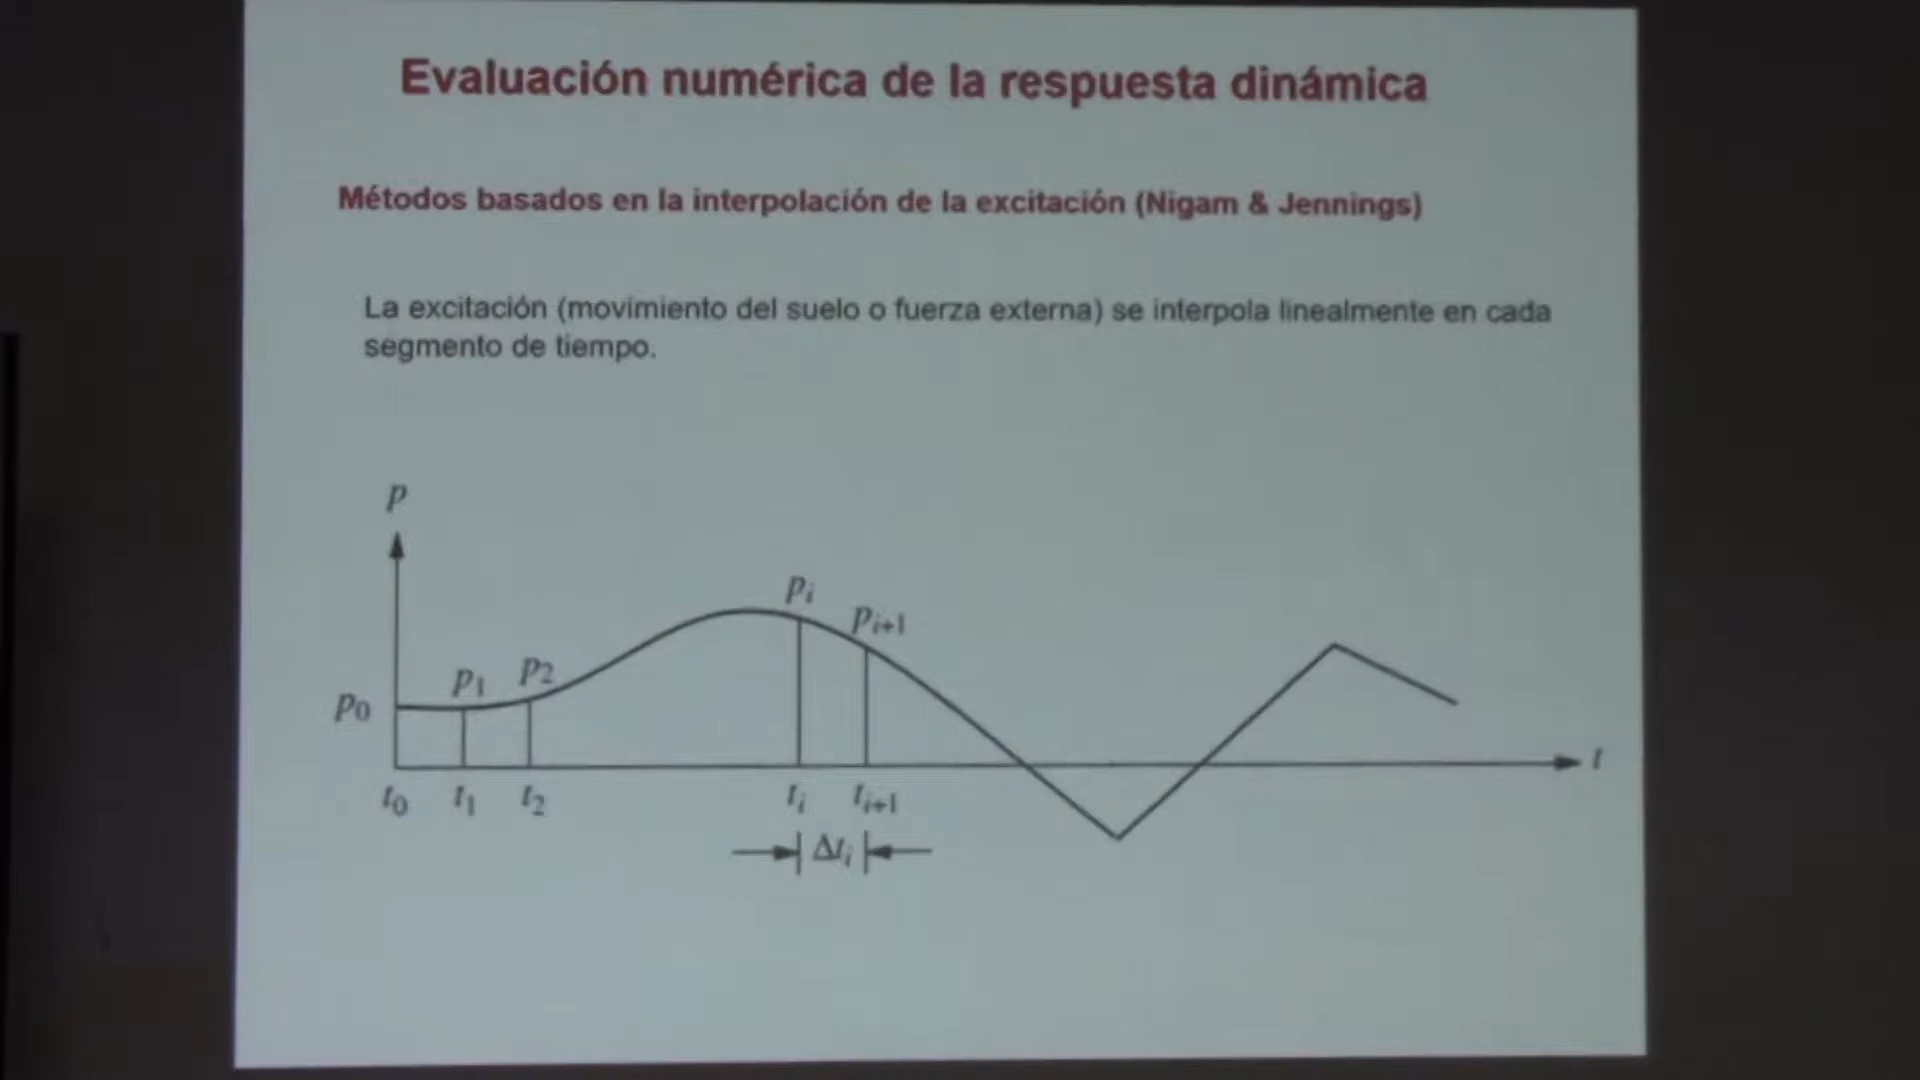 Evaluación numérica de la respuesta dinámica
Métodos basados en la interpolación de la excitación (Nigam & Jennings)
La excitación (movimiento del suelo o fuerza externa) se interpola linealmente en cada
segmento de tiempo.
p
p₀
p₁
p₂
pᵢ
pᵢ₊₁
t
t₀
t₁
t₂
tᵢ
tᵢ₊₁
Δtᵢ